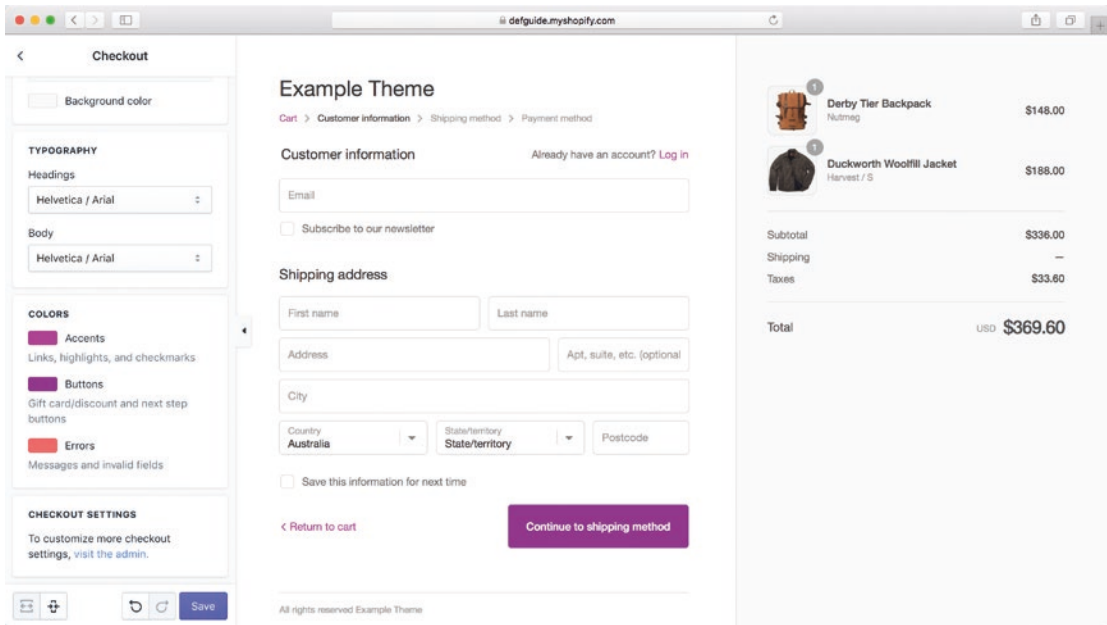 defguide.myshopify.com
Checkout
Background color
TYPOGRAPHY
Headings
Helvetica / Arial
Body
Helvetica / Arial
COLORS
Accents
Links, highlights, and checkmarks
Buttons
Gift card/discount and next step
buttons
Errors
Messages and invalid fields
CHECKOUT SETTINGS
To customize more checkout
settings, visit the admin.
Save
Example Theme
Cart > Customer information > Shipping method > Payment method
Customer information
Already have an account? Log in
Email
Subscribe to our newsletter
Shipping address
First name
Last name
Address
Apt, suite, etc. (optional
City
Country
Australia
State/territory
State/territory
Postcode
Save this information for next time
< Return to cart
Continue to shipping method
All rights reserved Example Theme
1
Derby Tier Backpack
Nutmeg
$148.00
1
Duckworth Woolfill Jacket
Harvest / S
$188.00
Subtotal
$336.00
Shipping
—
Taxes
$33.60
Total
USD $369.60